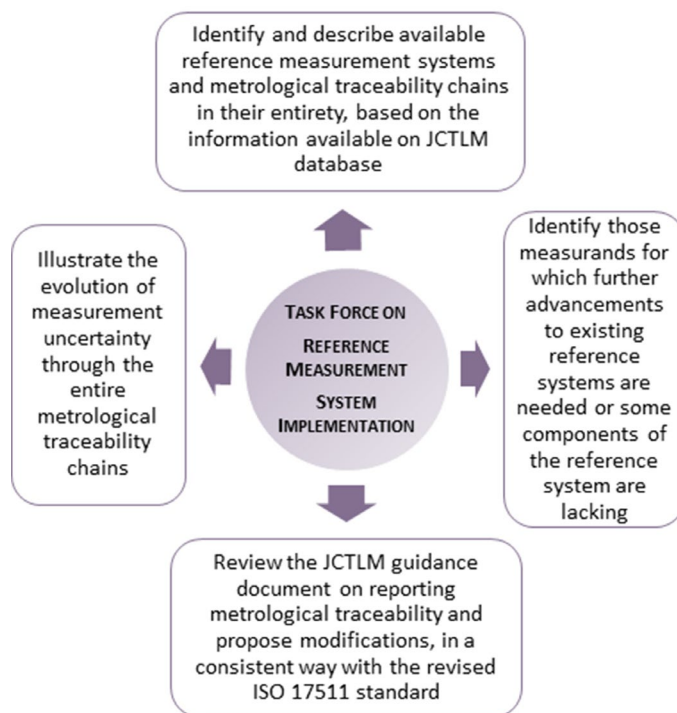 Identify and describe available
reference measurement systems
and metrological traceability chains
in their entirety, based on the
information available on JCTLM
database
Illustrate the
evolution of
measurement
uncertainty
through the
entire
metrological
traceability
chains
TASK FORCE ON
REFERENCE
MEASUREMENT
SYSTEM
IMPLEMENTATION
Identify those
measurands for
which further
advancements
to existing
reference
systems are
needed or some
components of
the reference
system are
lacking
Review the JCTLM guidance
document on reporting
metrological traceability and
propose modifications, in a
consistent way with the revised
ISO 17511 standard